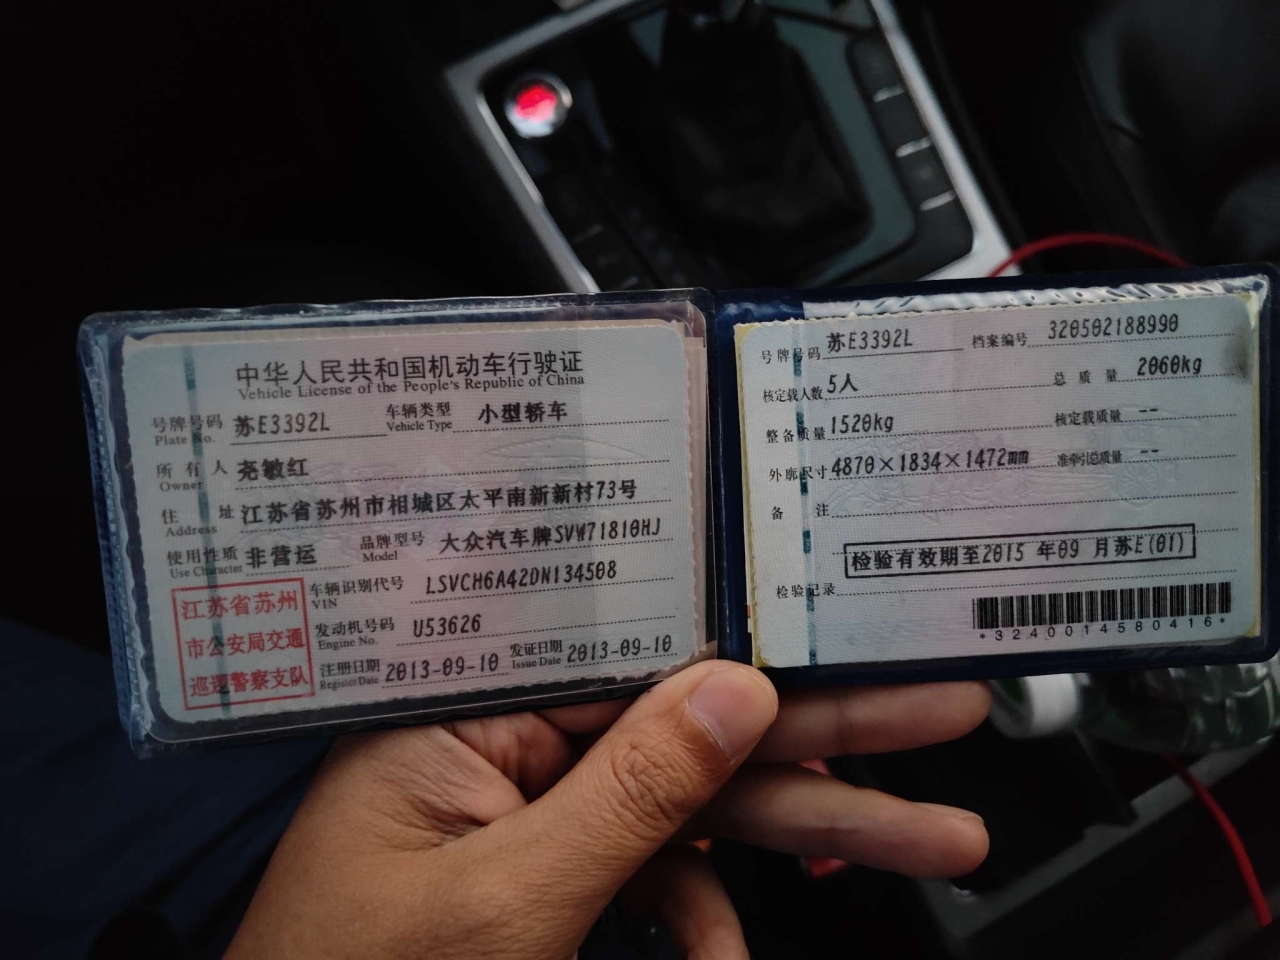 中华人民共和国机动车行驶证
Vehicle License of the People's Republic of China
号牌号码 苏E3392L 车辆类型 小型轿车
Plate No. Vehicle Type
所有人 尧敏红
Owner
住址 江苏省苏州市相城区太平南新新村73号
Address
使用性质 非营运 品牌型号 大众汽车牌SVW71810HJ
Use Character Model
江苏省苏州
市公安局交通
巡逻警察支队
车辆识别代号 LSVCH6A42DN134508
VIN
发动机号码 U53626
Engine No.
注册日期 2013-09-10 发证日期 2013-09-10
Register Date Issue Date
号牌号码 苏E3392L 档案编号 320502188990
核定载人数 5人 总质量 2060kg
整备质量 1520kg 核定载质量 --
外廓尺寸 4870×1834×1472mm 准牵引总质量 --
备注
检验有效期至2015 年09 月苏E(01)
检验记录
*3240014580416*